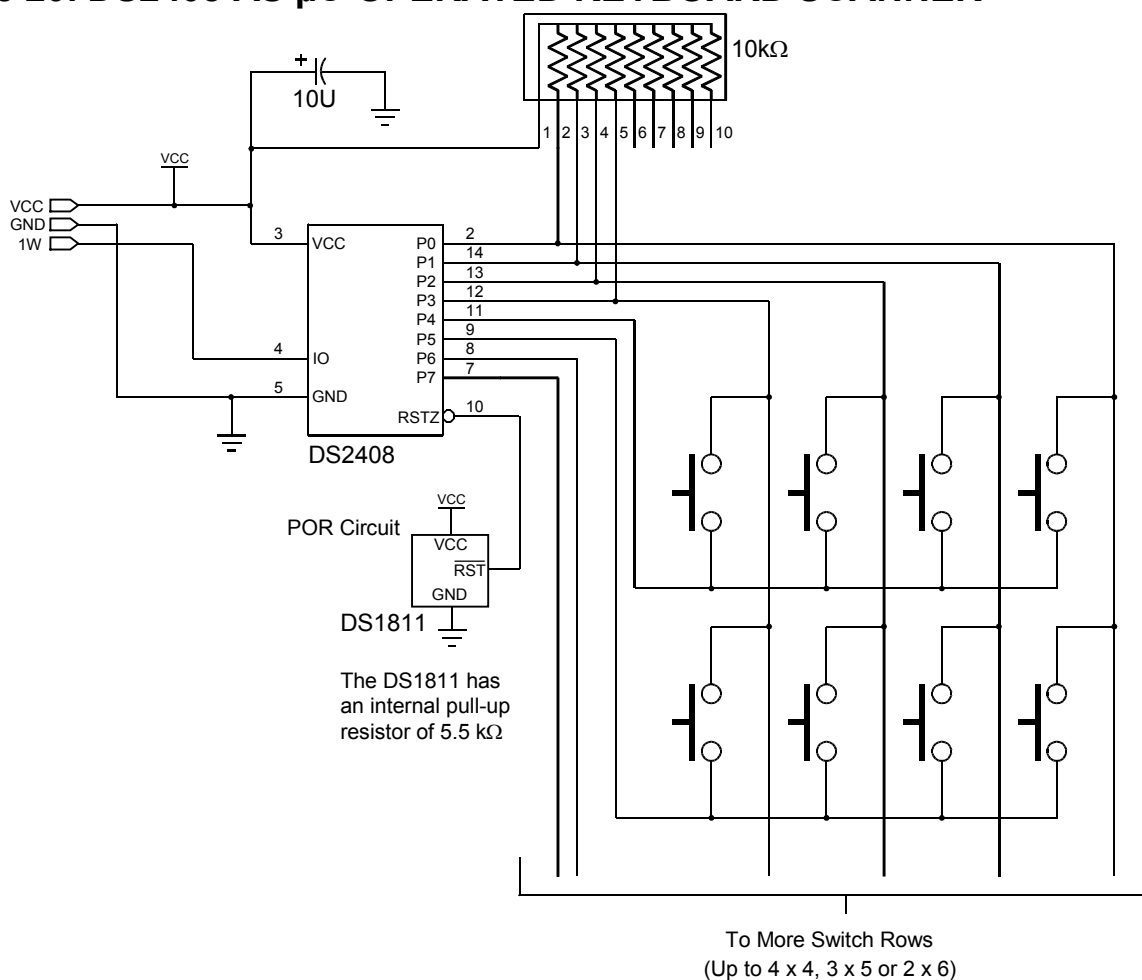 10kΩ
+
10U
1 2 3 4 5 6 7 8 9 10
VCC
VCC
GND
1W
3 VCC
P0 2
P1 14
P2 13
P3 12
P4 11
P5 9
P6 8
P7 7
4 IO
5 GND
RSTZ 10
DS2408
VCC
POR Circuit
VCC
RST
GND
DS1811
The DS1811 has
an internal pull-up
resistor of 5.5 kΩ
To More Switch Rows
(Up to 4 x 4, 3 x 5 or 2 x 6)